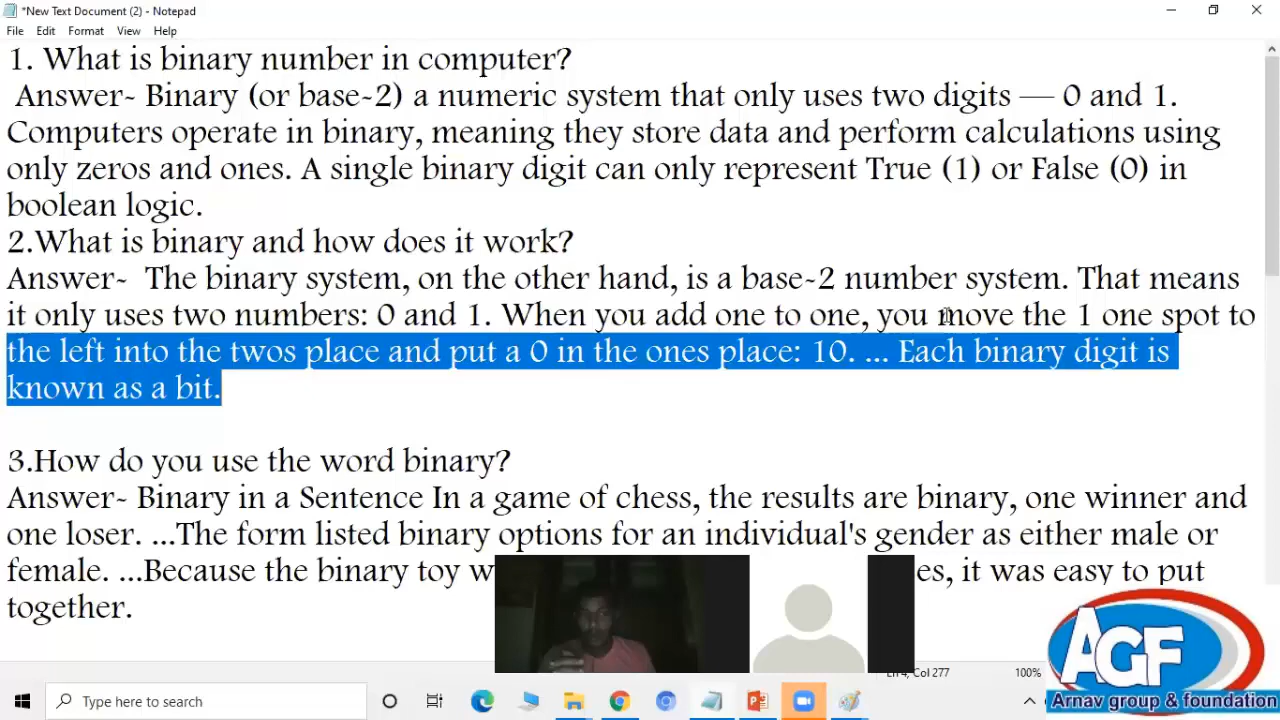 *New Text Document (2) - Notepad
File Edit Format View Help
1. What is binary number in computer?
Answer- Binary (or base-2) a numeric system that only uses two digits — 0 and 1.
Computers operate in binary, meaning they store data and perform calculations using
only zeros and ones. A single binary digit can only represent True (1) or False (0) in
boolean logic.
2.What is binary and how does it work?
Answer-  The binary system, on the other hand, is a base-2 number system. That means
it only uses two numbers: 0 and 1. When you add one to one, you move the 1 one spot to
the left into the twos place and put a 0 in the ones place: 10. ... Each binary digit is
known as a bit.
3.How do you use the word binary?
Answer- Binary in a Sentence In a game of chess, the results are binary, one winner and
one loser. ...The form listed binary options for an individual's gender as either male or
female. ...Because the binary toy es, it was easy to put
together.
Col 277 100%
AGF
Arnav group & foundation
Type here to search